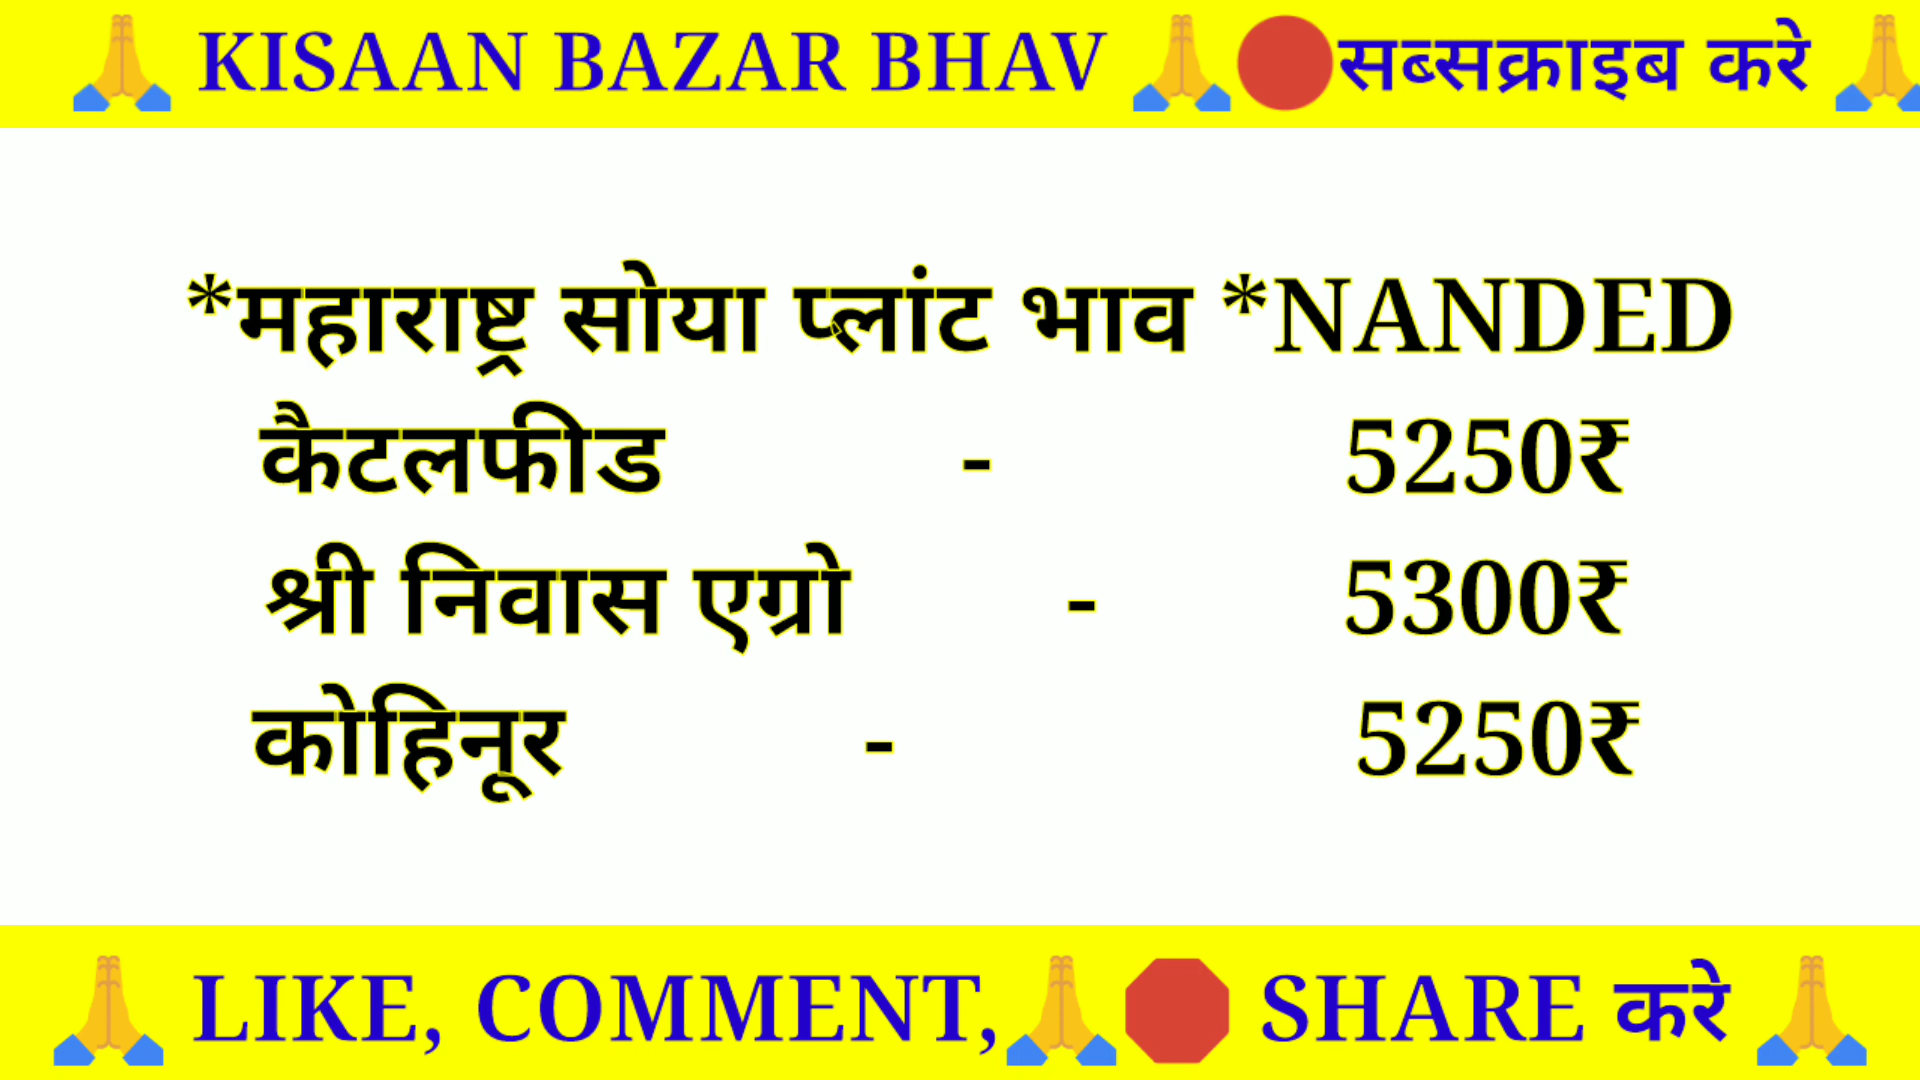 🙏 KISAAN BAZAR BHAV 🙏🔴सब्सक्राइब करे 🙏
*महाराष्ट्र सोया प्लांट भाव *NANDED
कैटलफीड - 5250₹
श्री निवास एग्रो - 5300₹
कोहिनूर - 5250₹
🙏 LIKE, COMMENT,🙏🛑 SHARE करे 🙏